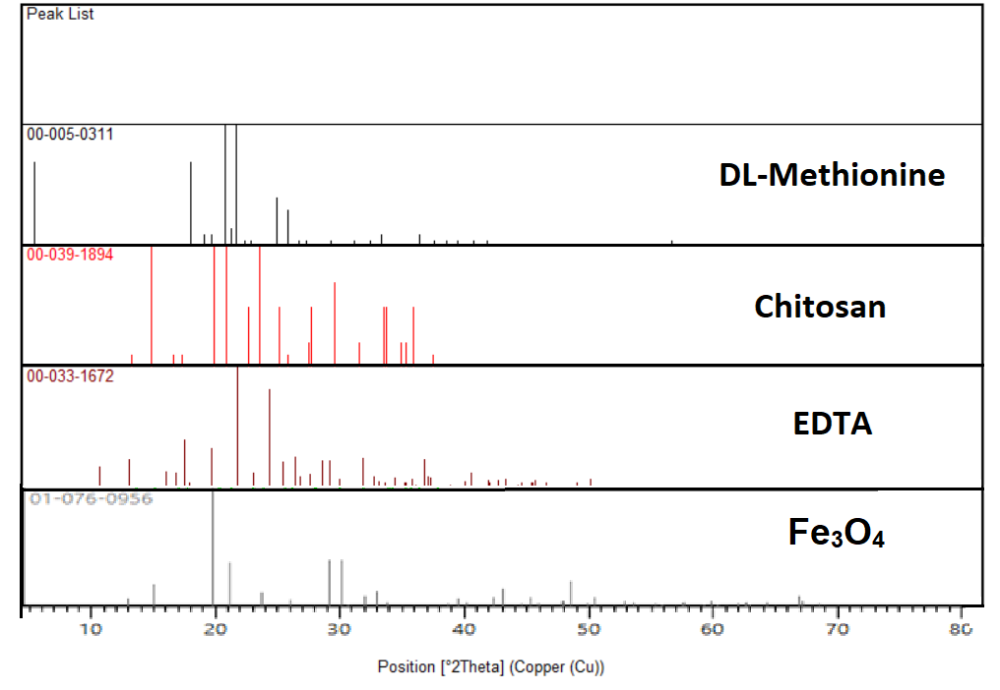 Peak List
00-005-0311
DL-Methionine
00-039-1894
Chitosan
00-033-1672
EDTA
01-076-0956
Fe₃O₄
10 20 30 40 50 60 70 80
Position [°2Theta] (Copper (Cu))